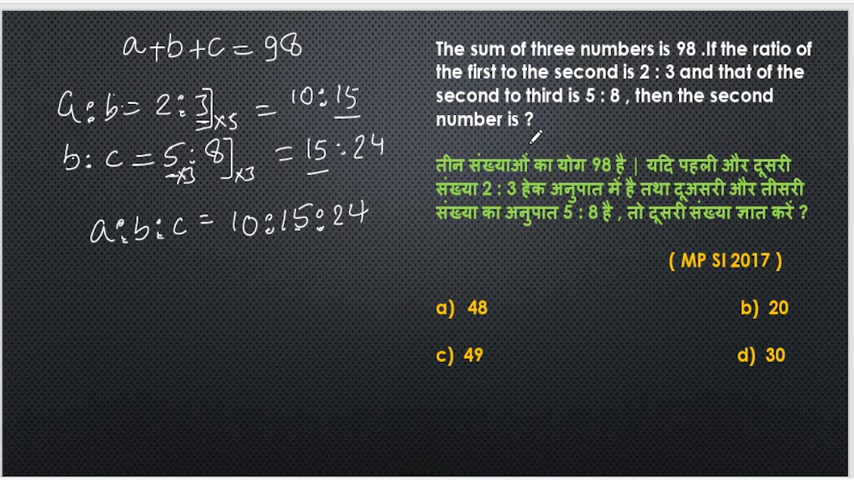 a+b+c=98
a:b=2:3]×5 = 10:15
b:c=5:8]×3 = 15:24
×3
a:b:c = 10:15:24
The sum of three numbers is 98 .If the ratio of
the first to the second is 2 : 3 and that of the
second to third is 5 : 8 , then the second
number is ?
तीन संख्याओं का योग 98 है | यदि पहली और दूसरी
संख्या 2 : 3 हेक अनुपात में है तथा दूअसरी और तीसरी
संख्या का अनुपात 5 : 8 है , तो दूसरी संख्या ज्ञात करें ?
( MP SI 2017 )
a) 48
b) 20
c) 49
d) 30